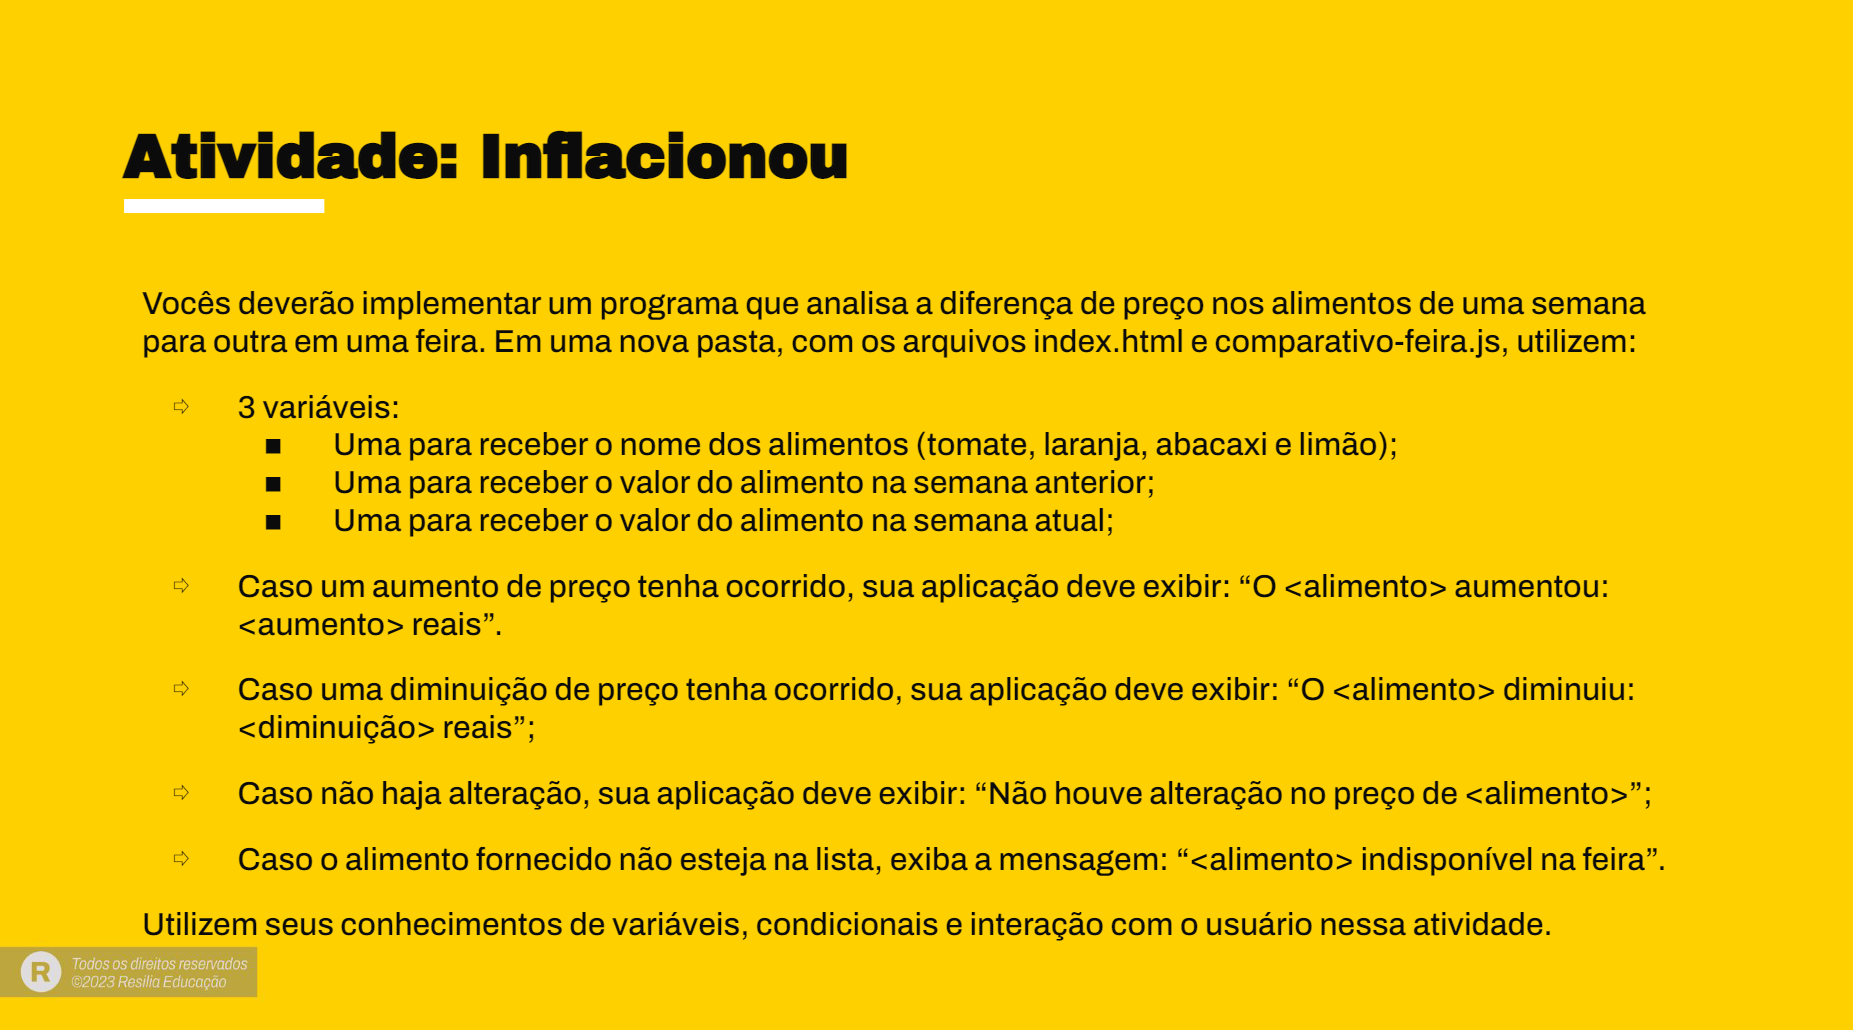 Atividade: Inflacionou
Vocês deverão implementar um programa que analisa a diferença de preço nos alimentos de uma semana
para outra em uma feira. Em uma nova pasta, com os arquivos index.html e comparativo-feira.js, utilizem:
⇨ 3 variáveis:
■ Uma para receber o nome dos alimentos (tomate, laranja, abacaxi e limão);
■ Uma para receber o valor do alimento na semana anterior;
■ Uma para receber o valor do alimento na semana atual;
⇨ Caso um aumento de preço tenha ocorrido, sua aplicação deve exibir: “O <alimento> aumentou:
<aumento> reais”.
⇨ Caso uma diminuição de preço tenha ocorrido, sua aplicação deve exibir: “O <alimento> diminuiu:
<diminuição> reais”;
⇨ Caso não haja alteração, sua aplicação deve exibir: “Não houve alteração no preço de <alimento>”;
⇨ Caso o alimento fornecido não esteja na lista, exiba a mensagem: “<alimento> indisponível na feira”.
Utilizem seus conhecimentos de variáveis, condicionais e interação com o usuário nessa atividade.
R
Todos os direitos reservados
©2023 Resilia Educação